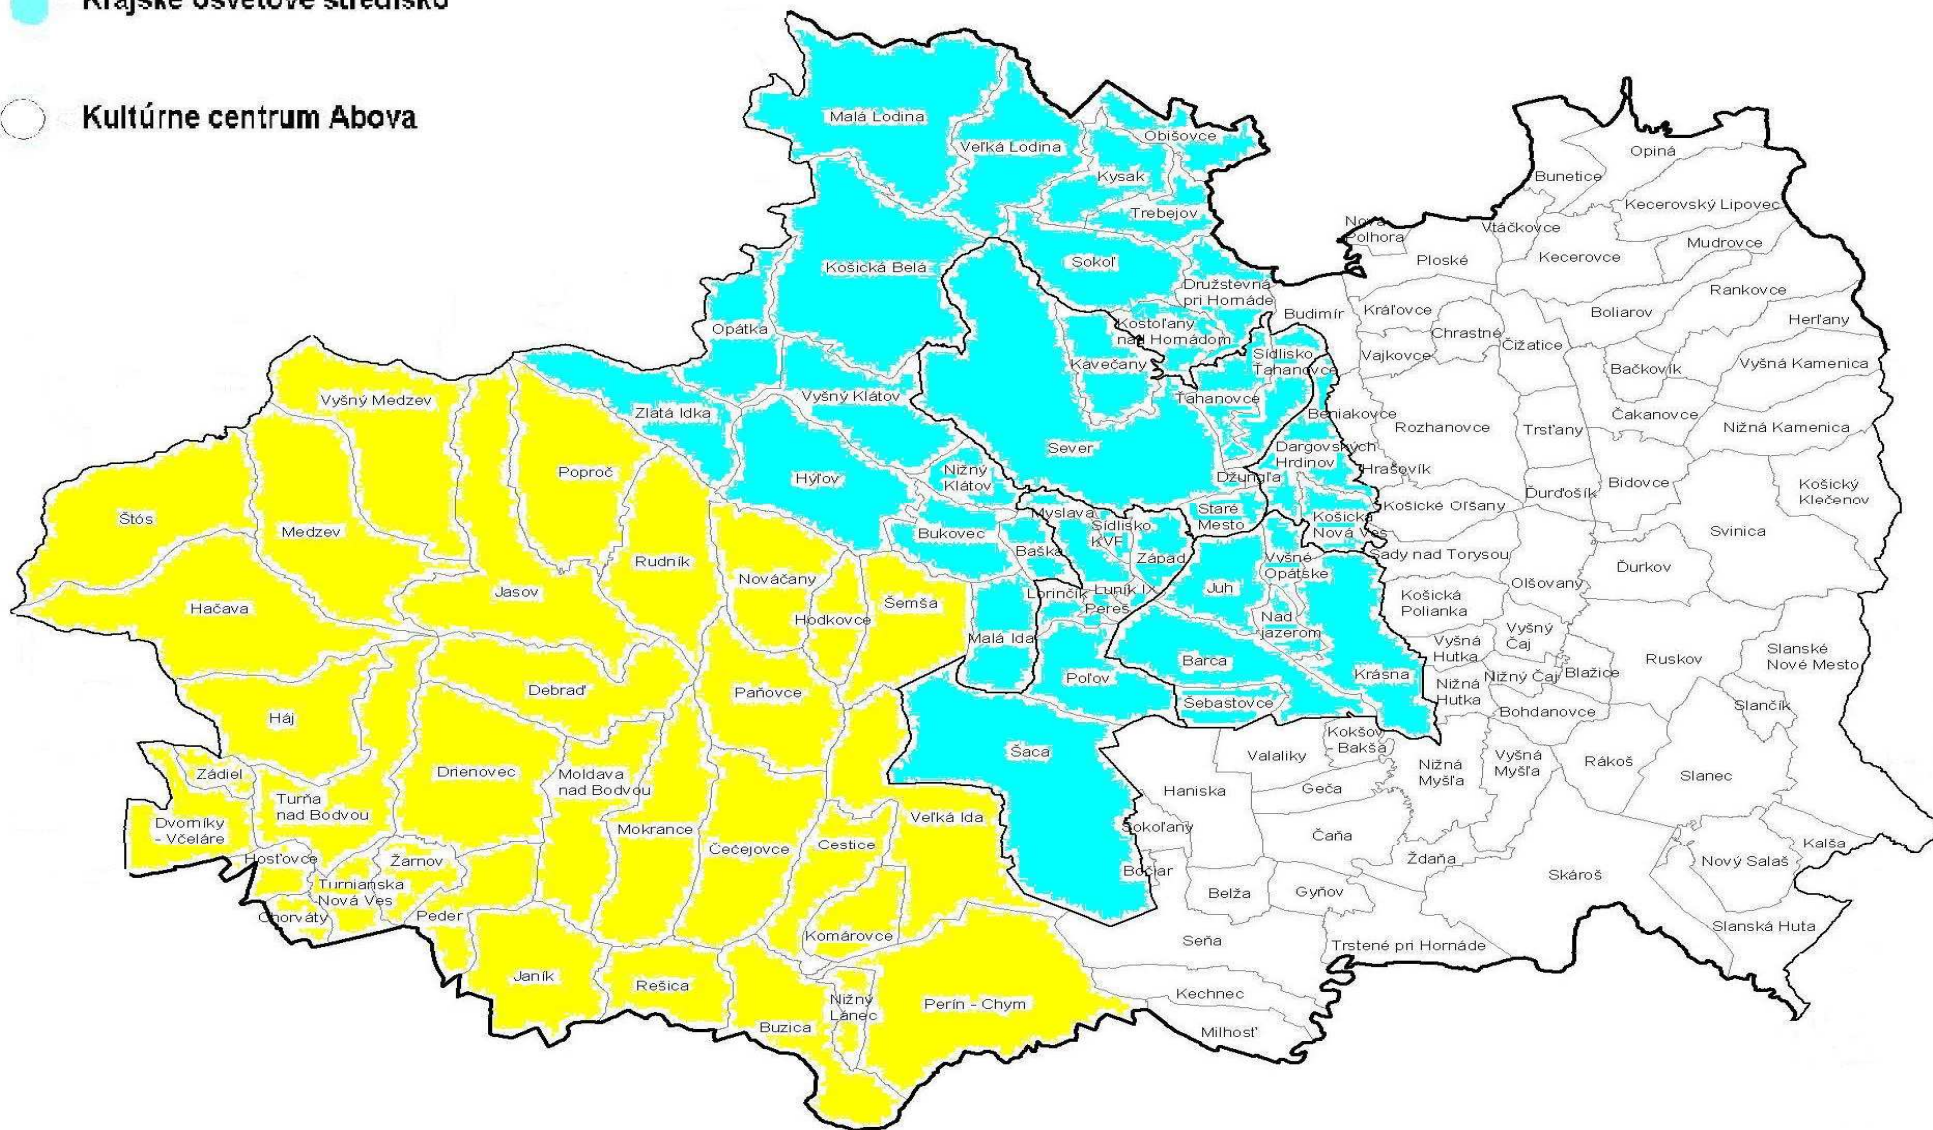 Krajské osvetové stredisko
Kultúrne centrum Abova
Malá Lodina
Veľká Lodina
Obišovce
Kysak
Trebejov
Košická Belá
Sokoľ
Družstevná
pri Hornáde
Kostoľany
nad Hornádom
Opátka
Kavečany
Sídlisko
Ťahanovce
Ťahanovce
Vyšný Klátov
Zlatá Idka
Sever
Beniakovce
Dargovských
Hrdinov
Hýľov
Nižný
Klátov
Džungľa
Myslava
Staré
Mesto
Košická
Nová Ves
Sídlisko
KVP
Západ
Bukovec
Baška
Vyšné
Opátske
Juh
Luník IX
Lorinčík
Pereš
Nad
jazerom
Malá Ida
Barca
Krásna
Poľov
Šebastovce
Šaca
Vyšný Medzev
Poproč
Štós
Medzev
Rudník
Nováčany
Jasov
Hačava
Hodkovce
Šemša
Debraď
Paňovce
Háj
Zádiel
Drienovec
Moldava
nad Bodvou
Turňa
nad Bodvou
Dvorníky
- Včeláre
Mokrance
Čečejovce
Cestice
Veľká Ida
Hosťovce
Žarnov
Turnianska
Nová Ves
Chorváty
Peder
Komárovce
Janík
Rešica
Nižný
Lánec
Perín - Chym
Buzica
Opiná
Bunetice
Kecerovský Lipovec
Nová
Polhora
Vtáčkovce
Mudrovce
Kecerovce
Ploské
Rankovce
Budimír
Kráľovce
Boliarov
Herľany
Chrastné
Čižatice
Vajkovce
Bačkovík
Vyšná Kamenica
Čakanovce
Rozhanovce
Trsťany
Nižná Kamenica
Hrašovík
Ďurďošík
Bidovce
Košický
Klečenov
Košické Oľšany
Svinica
Sady nad Torysou
Olšovany
Ďurkov
Košická
Polianka
Vyšná
Hutka
Vyšný
Čaj
Ruskov
Slanské
Nové Mesto
Nižná
Hutka
Nižný Čaj
Blažice
Bohdanovce
Slančík
Kokšov
- Bakša
Valaliky
Nižná
Myšľa
Vyšná
Myšľa
Rákoš
Slanec
Haniska
Geča
Sokoľany
Čaňa
Kalša
Ždaňa
Nový Salaš
Bočiar
Skároš
Belža
Gyňov
Slanská Huta
Seňa
Trstené pri Hornáde
Kechnec
Milhosť